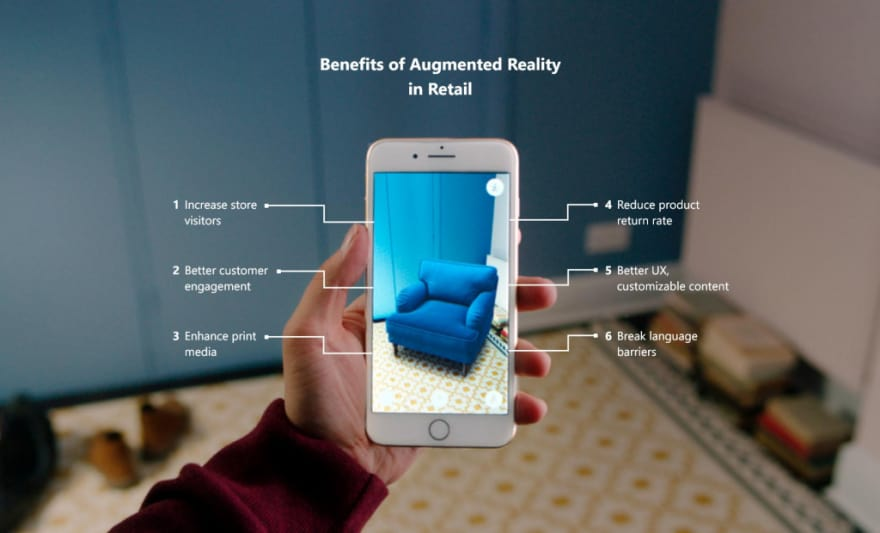 Benefits of Augmented Reality
in Retail
1 Increase store
visitors
2 Better customer
engagement
3 Enhance print
media
4 Reduce product
return rate
5 Better UX,
customizable content
6 Break language
barriers